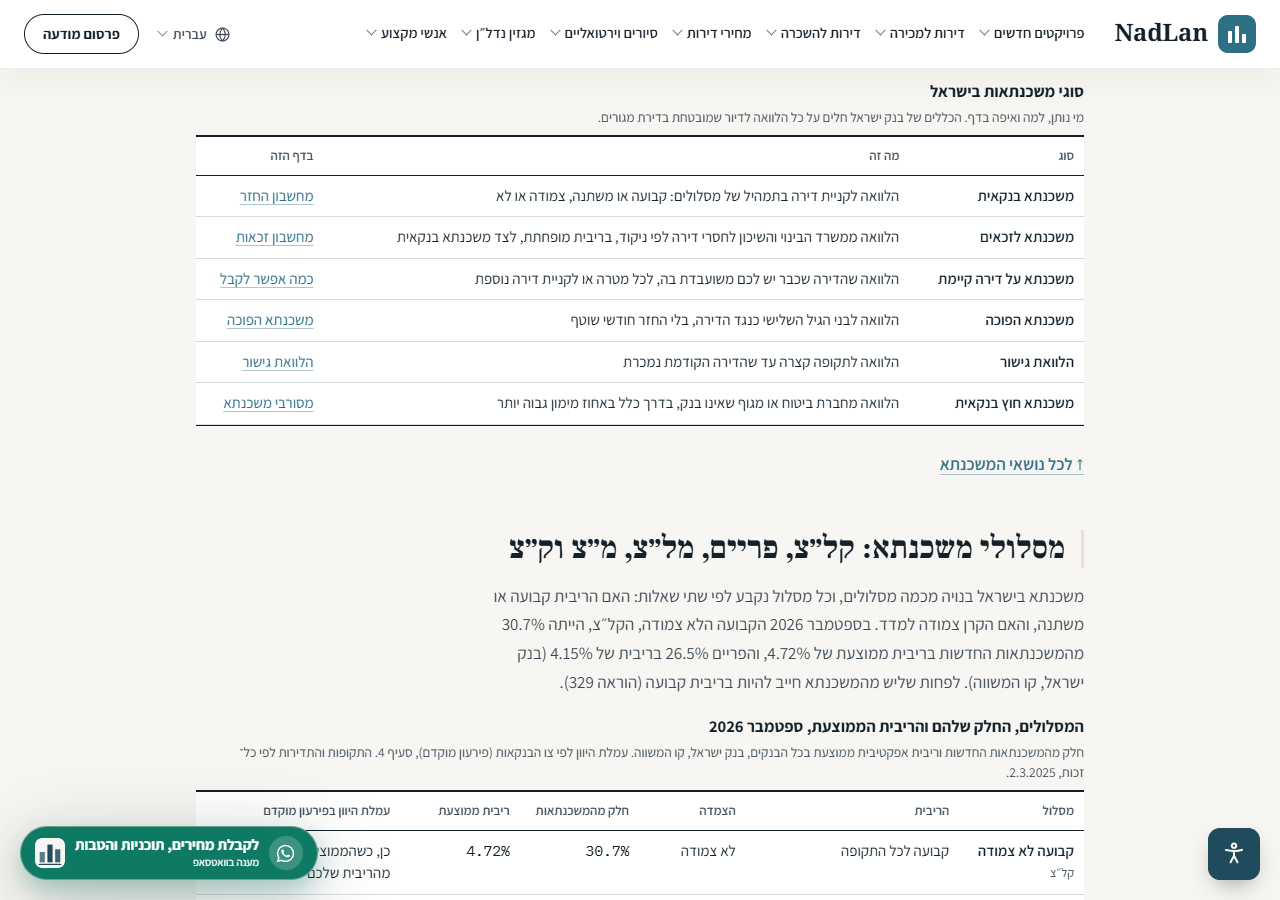 NadLan
פרויקטים חדשים
דירות למכירה
דירות להשכרה
מחירי דירות
סיורים וירטואליים
מגזין נדל״ן
אנשי מקצוע
עברית
פרסום מודעה
סוגי משכנתאות בישראל
מי נותן, למה ואיפה בדף. הכללים של בנק ישראל חלים על כל הלוואה לדיור שמובטחת בדירת מגורים.
סוג מה זה בדף הזה
משכנתא בנקאית הלוואה לקניית דירה בתמהיל של מסלולים: קבועה או משתנה, צמודה או לא מחשבון החזר
משכנתא לזכאים הלוואה ממשרד הבינוי והשיכון לחסרי דירה לפי ניקוד, בריבית מופחתת, לצד משכנתא בנקאית מחשבון זכאות
משכנתא על דירה קיימת הלוואה שהדירה שכבר יש לכם משועבדת בה, לכל מטרה או לקניית דירה נוספת כמה אפשר לקבל
משכנתא הפוכה הלוואה לבני הגיל השלישי כנגד הדירה, בלי החזר חודשי שוטף משכנתא הפוכה
הלוואת גישור הלוואה לתקופה קצרה עד שהדירה הקודמת נמכרת הלוואת גישור
משכנתא חוץ בנקאית הלוואה מחברת ביטוח או מגוף שאינו בנק, בדרך כלל באחוז מימון גבוה יותר מסורבי משכנתא
↑ לכל נושאי המשכנתא
מסלולי משכנתא: קל״צ, פריים, מל״צ, מ״צ וק״צ
משכנתא בישראל בנויה מכמה מסלולים, וכל מסלול נקבע לפי שתי שאלות: האם הריבית קבועה או
משתנה, והאם הקרן צמודה למדד. בספטמבר 2026 הקבועה הלא צמודה, הקל״צ, הייתה 30.7%
מהמשכנתאות החדשות בריבית ממוצעת של 4.72%, והפריים 26.5% בריבית של 4.15% (בנק
ישראל, קו המשווה). לפחות שליש מהמשכנתא חייב להיות בריבית קבועה (הוראה 329).
המסלולים, החלק שלהם והריבית הממוצעת, ספטמבר 2026
חלק מהמשכנתאות החדשות וריבית אפקטיבית ממוצעת בכל הבנקים, בנק ישראל, קו המשווה. עמלת היוון לפי צו הבנקאות (פירעון מוקדם), סעיף 4. התקופות והתדירות לפי כל־
זכות, 2.3.2025.
מסלול הריבית הצמדה חלק מהמשכנתאות ריבית ממוצעת עמלת היוון בפירעון מוקדם
קבועה לא צמודה קבועה לכל התקופה לא צמודה 30.7% 4.72% כן, כשהממוצ
קל״צ
מהריבית שלכם
לקבלת מחירים, תוכניות והטבות
מענה בוואטסאפ